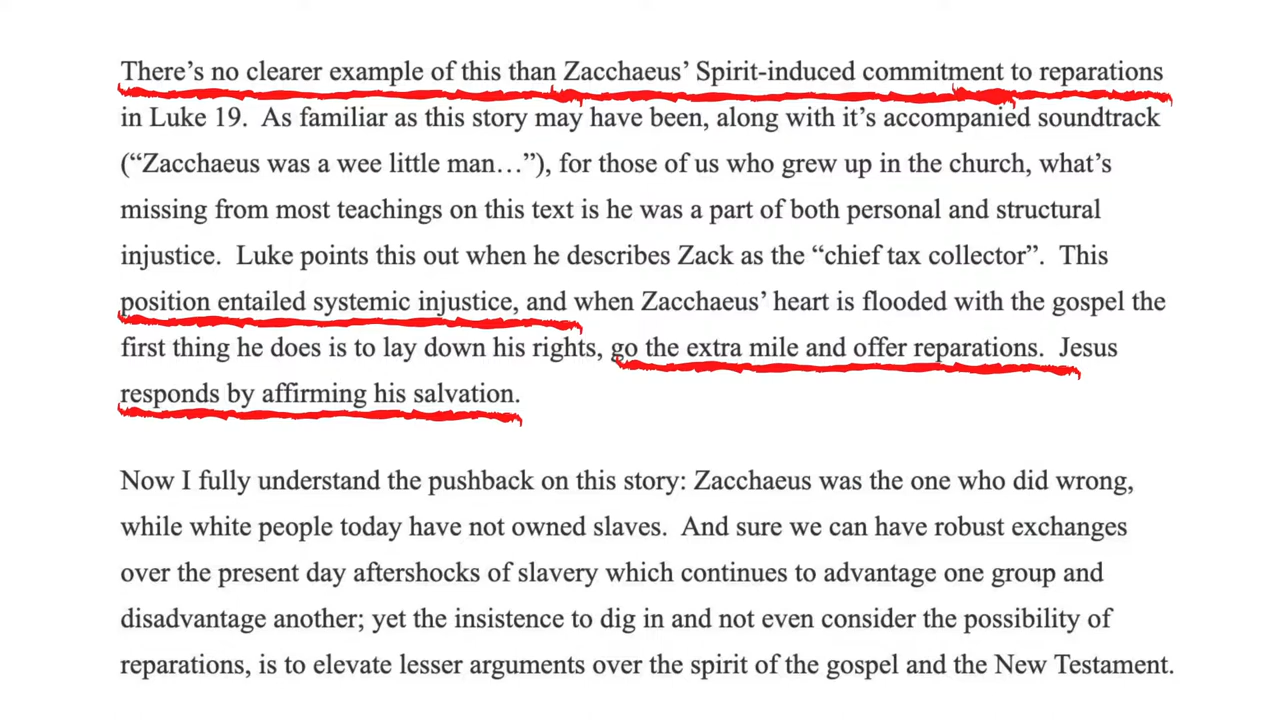 There’s no clearer example of this than Zacchaeus’ Spirit-induced commitment to reparations
in Luke 19.  As familiar as this story may have been, along with it’s accompanied soundtrack
(“Zacchaeus was a wee little man…”), for those of us who grew up in the church, what’s
missing from most teachings on this text is he was a part of both personal and structural
injustice.  Luke points this out when he describes Zack as the “chief tax collector”.  This
position entailed systemic injustice, and when Zacchaeus’ heart is flooded with the gospel the
first thing he does is to lay down his rights, go the extra mile and offer reparations.  Jesus
responds by affirming his salvation.
Now I fully understand the pushback on this story: Zacchaeus was the one who did wrong,
while white people today have not owned slaves.  And sure we can have robust exchanges
over the present day aftershocks of slavery which continues to advantage one group and
disadvantage another; yet the insistence to dig in and not even consider the possibility of
reparations, is to elevate lesser arguments over the spirit of the gospel and the New Testament.